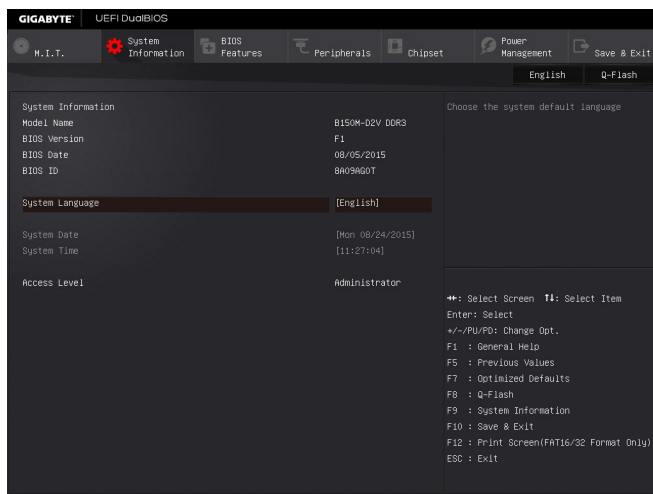 GIGABYTE™ UEFI DualBIOS
M.I.T. System Information BIOS Features Peripherals Chipset Power Management Save & Exit
English Q-Flash
System Information
Model Name B150M-D2V DDR3
BIOS Version F1
BIOS Date 08/05/2015
BIOS ID 8A09AG0T
System Language [English]
System Date [Mon 08/24/2015]
System Time [11:27:04]
Access Level Administrator
Choose the system default language
→←: Select Screen ↑↓: Select Item
Enter: Select
+/-/PU/PD: Change Opt.
F1 : General Help
F5 : Previous Values
F7 : Optimized Defaults
F8 : Q-Flash
F9 : System Information
F10 : Save & Exit
F12 : Print Screen(FAT16/32 Format Only)
ESC : Exit